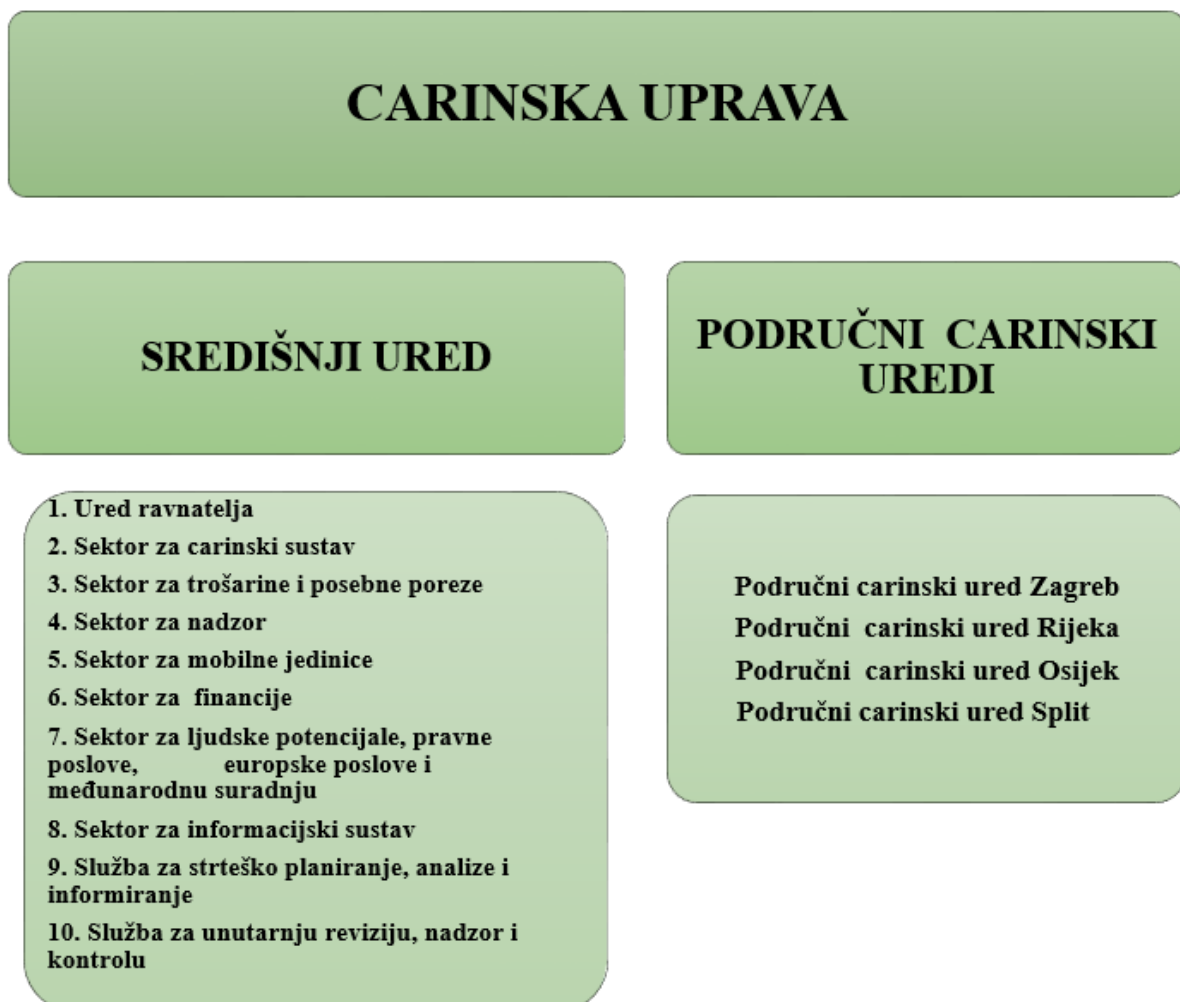 CARINSKA UPRAVA
SREDIŠNJI URED
PODRUČNI CARINSKI
UREDI
1. Ured ravnatelja
2. Sektor za carinski sustav
3. Sektor za trošarine i posebne poreze
4. Sektor za nadzor
5. Sektor za mobilne jedinice
6. Sektor za financije
7. Sektor za ljudske potencijale, pravne
poslove, europske poslove i
međunarodnu suradnju
8. Sektor za informacijski sustav
9. Služba za strteško planiranje, analize i
informiranje
10. Služba za unutarnju reviziju, nadzor i
kontrolu
Područni carinski ured Zagreb
Područni carinski ured Rijeka
Područni carinski ured Osijek
Područni carinski ured Split